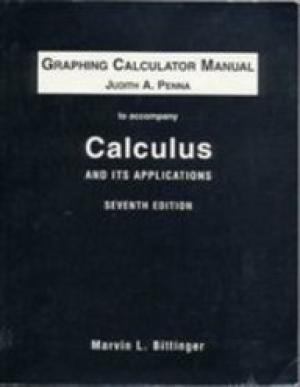 GRAPHING CALCULATOR MANUAL
JUDITH A. PENNA
to accompany
Calculus
AND ITS APPLICATIONS
SEVENTH EDITION
Marvin L. Bittinger